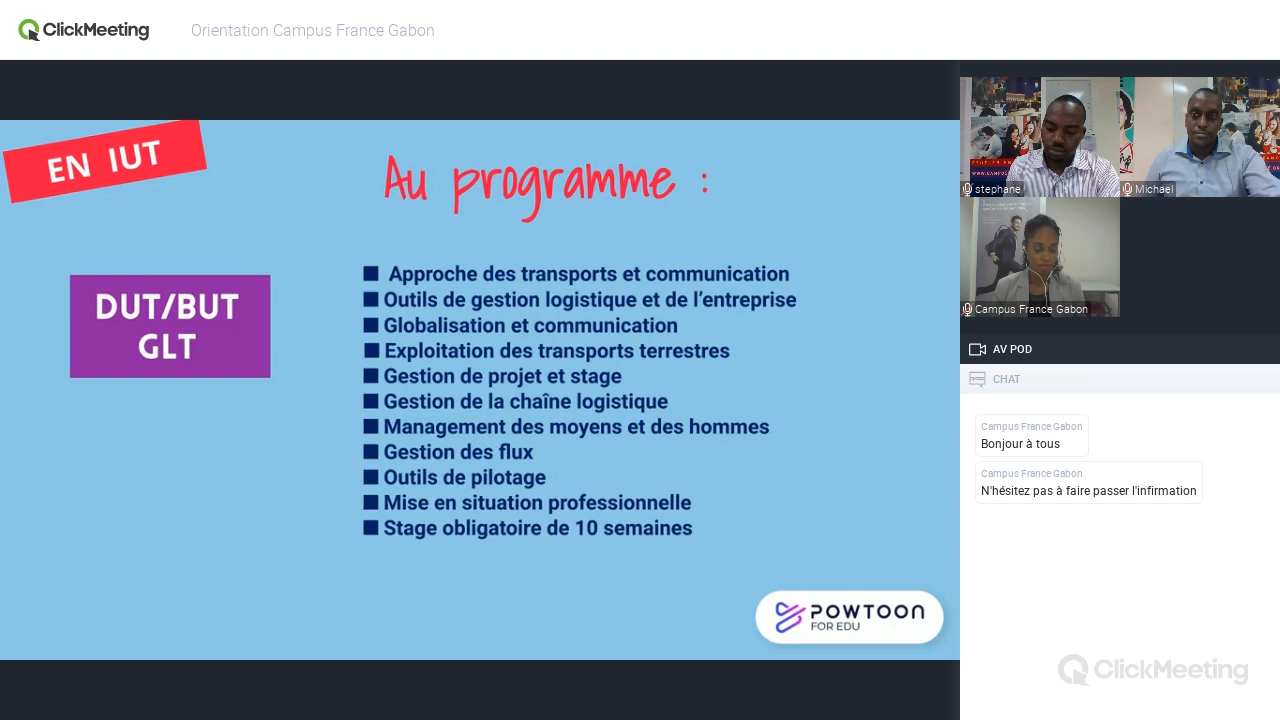 ClickMeeting
Orientation Campus France Gabon
EN IUT
Au programme :
DUT/BUT
GLT
Approche des transports et communication
Outils de gestion logistique et de l'entreprise
Globalisation et communication
Exploitation des transports terrestres
Gestion de projet et stage
Gestion de la chaîne logistique
Management des moyens et des hommes
Gestion des flux
Outils de pilotage
Mise en situation professionnelle
Stage obligatoire de 10 semaines
POWTOON
FOR EDU
stephane
Michael
Campus France Gabon
AV POD
CHAT
Campus France Gabon
Bonjour à tous
Campus France Gabon
N'hésitez pas à faire passer l'infirmation
ClickMeeting